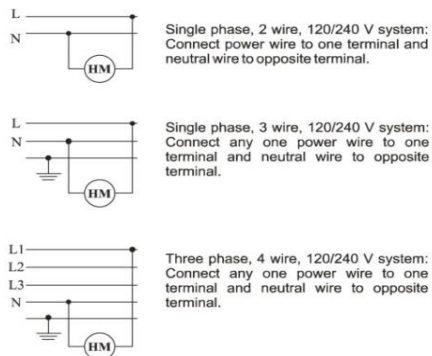 L
N
HM
Single phase, 2 wire, 120/240 V system:
Connect power wire to one terminal and
neutral wire to opposite terminal.
L
N
HM
Single phase, 3 wire, 120/240 V system:
Connect any one power wire to one
terminal and neutral wire to opposite
terminal.
L1
L2
L3
N
HM
Three phase, 4 wire, 120/240 V system:
Connect any one power wire to one
terminal and neutral wire to opposite
terminal.